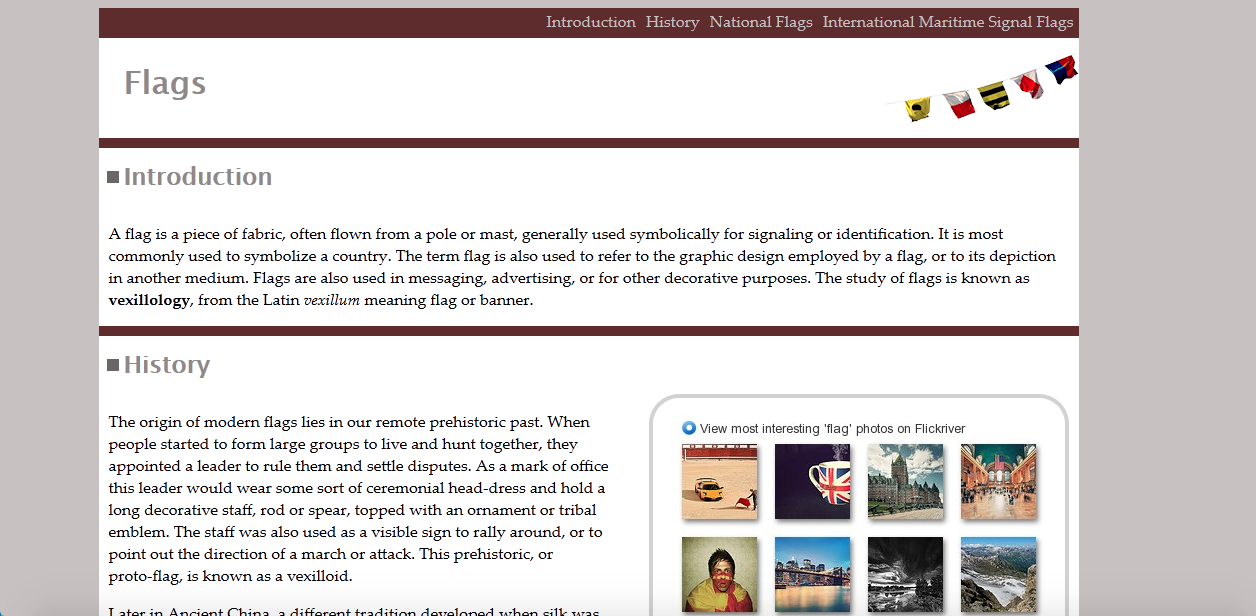 Introduction History National Flags International Maritime Signal Flags
Flags
Introduction
A flag is a piece of fabric, often flown from a pole or mast, generally used symbolically for signaling or identification. It is most
commonly used to symbolize a country. The term flag is also used to refer to the graphic design employed by a flag, or to its depiction
in another medium. Flags are also used in messaging, advertising, or for other decorative purposes. The study of flags is known as
vexillology, from the Latin vexillum meaning flag or banner.
History
The origin of modern flags lies in our remote prehistoric past. When
people started to form large groups to live and hunt together, they
appointed a leader to rule them and settle disputes. As a mark of office
this leader would wear some sort of ceremonial head-dress and hold a
long decorative staff, rod or spear, topped with an ornament or tribal
emblem. The staff was also used as a visible sign to rally around, or to
point out the direction of a march or attack. This prehistoric, or
proto-flag, is known as a vexilloid.
Later in Ancient China, a different tradition developed when silk was
View most interesting 'flag' photos on Flickriver